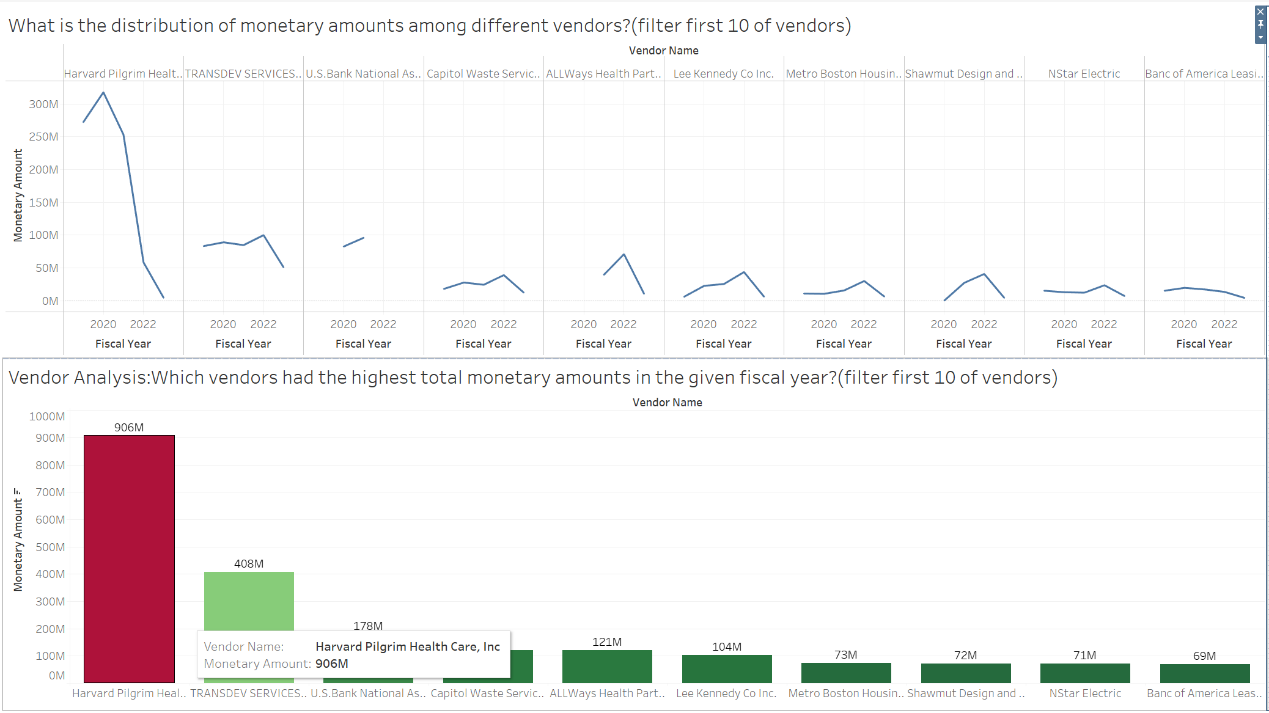 What is the distribution of monetary amounts among different vendors?(filter first 10 of vendors)
Vendor Name
Harvard Pilgrim Healt.. TRANSDEV SERVICES.. U.S.Bank National As.. Capitol Waste Servic.. ALLWays Health Part.. Lee Kennedy Co Inc. Metro Boston Housin.. Shawmut Design and .. NStar Electric Banc of America Leasi..
Monetary Amount
300M
250M
200M
150M
100M
50M
0M
2020 2022 2020 2022 2020 2022 2020 2022 2020 2022 2020 2022 2020 2022 2020 2022 2020 2022 2020 2022
Fiscal Year Fiscal Year Fiscal Year Fiscal Year Fiscal Year Fiscal Year Fiscal Year Fiscal Year Fiscal Year Fiscal Year
Vendor Analysis:Which vendors had the highest total monetary amounts in the given fiscal year?(filter first 10 of vendors)
Vendor Name
Monetary Amount
1000M
900M
800M
700M
600M
500M
400M
300M
200M
100M
0M
906M
408M
178M
121M
104M
73M
72M
71M
69M
Vendor Name: Harvard Pilgrim Health Care, Inc
Monetary Amount: 906M
Harvard Pilgrim Heal.. TRANSDEV SERVICES.. U.S.Bank National As.. Capitol Waste Servic.. ALLWays Health Part.. Lee Kennedy Co Inc. Metro Boston Housin.. Shawmut Design and .. NStar Electric Banc of America Leas..